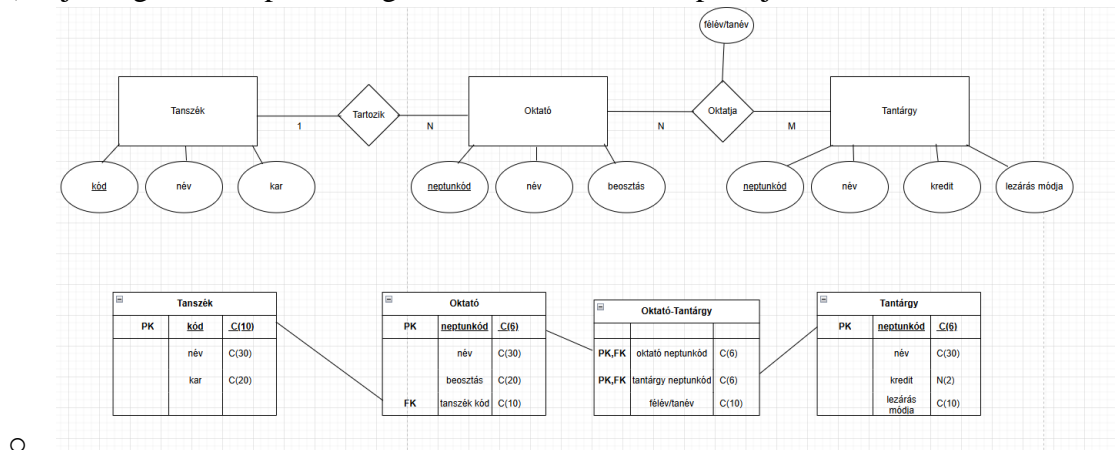 félév/tanév
Tanszék
Tartozik
Oktató
Oktatja
Tantárgy
1
N
N
M
kód
név
kar
neptunkód
név
beosztás
neptunkód
név
kredit
lezárás módja
Tanszék
PK kód C(10)
név C(30)
kar C(20)
Oktató
PK neptunkód C(6)
név C(30)
beosztás C(20)
FK tanszék kód C(10)
Oktató-Tantárgy
PK,FK oktató neptunkód C(6)
PK,FK tantárgy neptunkód C(6)
félév/tanév C(10)
Tantárgy
PK neptunkód C(6)
név C(30)
kredit N(2)
lezárás
módja C(10)